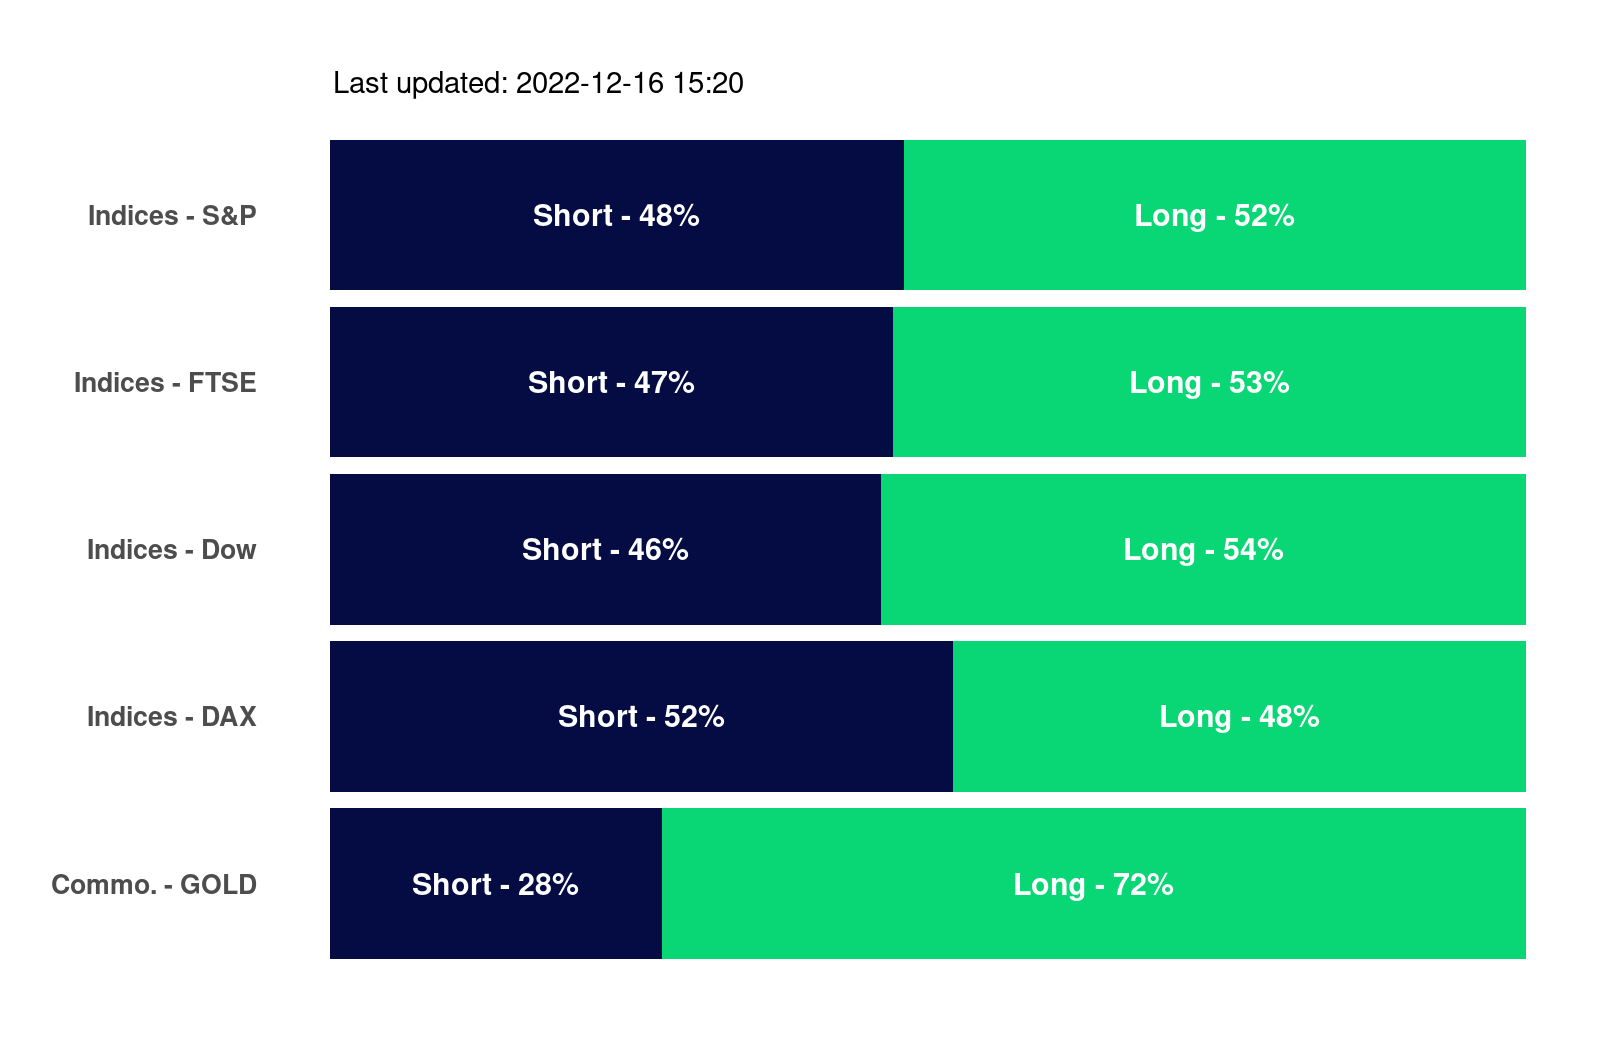 Last updated: 2022-12-16 15:20
Indices - S&P Short - 48% Long - 52%
Indices - FTSE Short - 47% Long - 53%
Indices - Dow Short - 46% Long - 54%
Indices - DAX Short - 52% Long - 48%
Commo. - GOLD Short - 28% Long - 72%